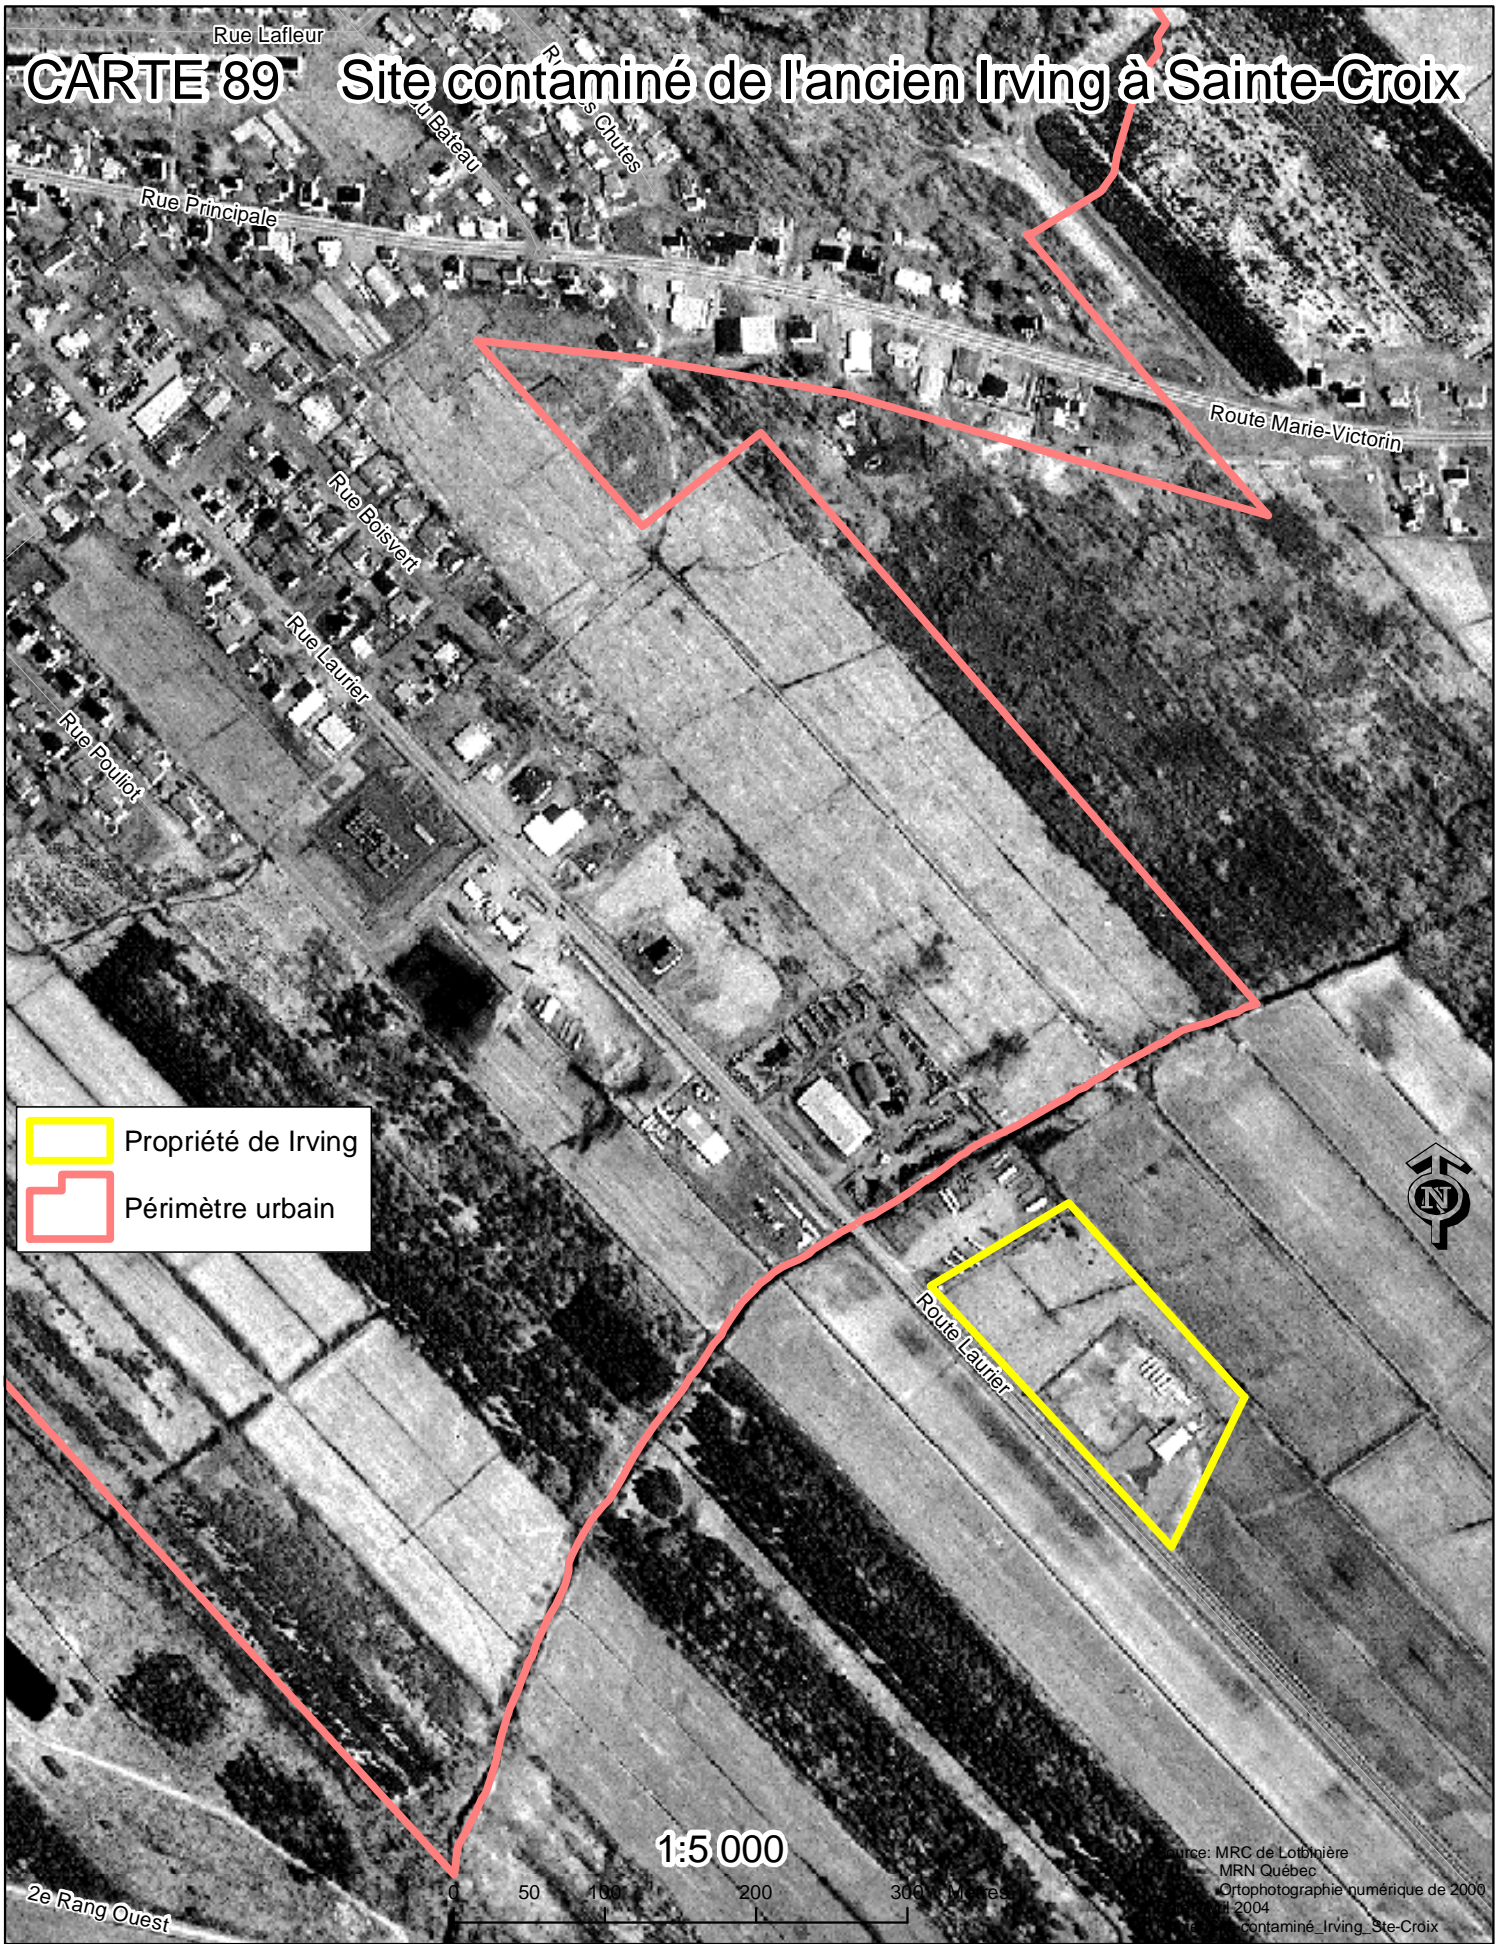 Rue Lafleur
CARTE 89 Site contaminé de l'ancien Irving à Sainte-Croix
Bateau
Chutes
Rue Principale
Route Marie-Victorin
Rue Boisvert
Rue Laurier
Rue Pouliot
Propriété de Irving
Périmètre urbain
N
Route Laurier
1:5 000
0 50 100 200 300 Mètres
MRC de Lotbinière
MRN Québec
Ortophotographie numérique de 2000
2004
contaminé_Irving_Ste-Croix
2e Rang Ouest